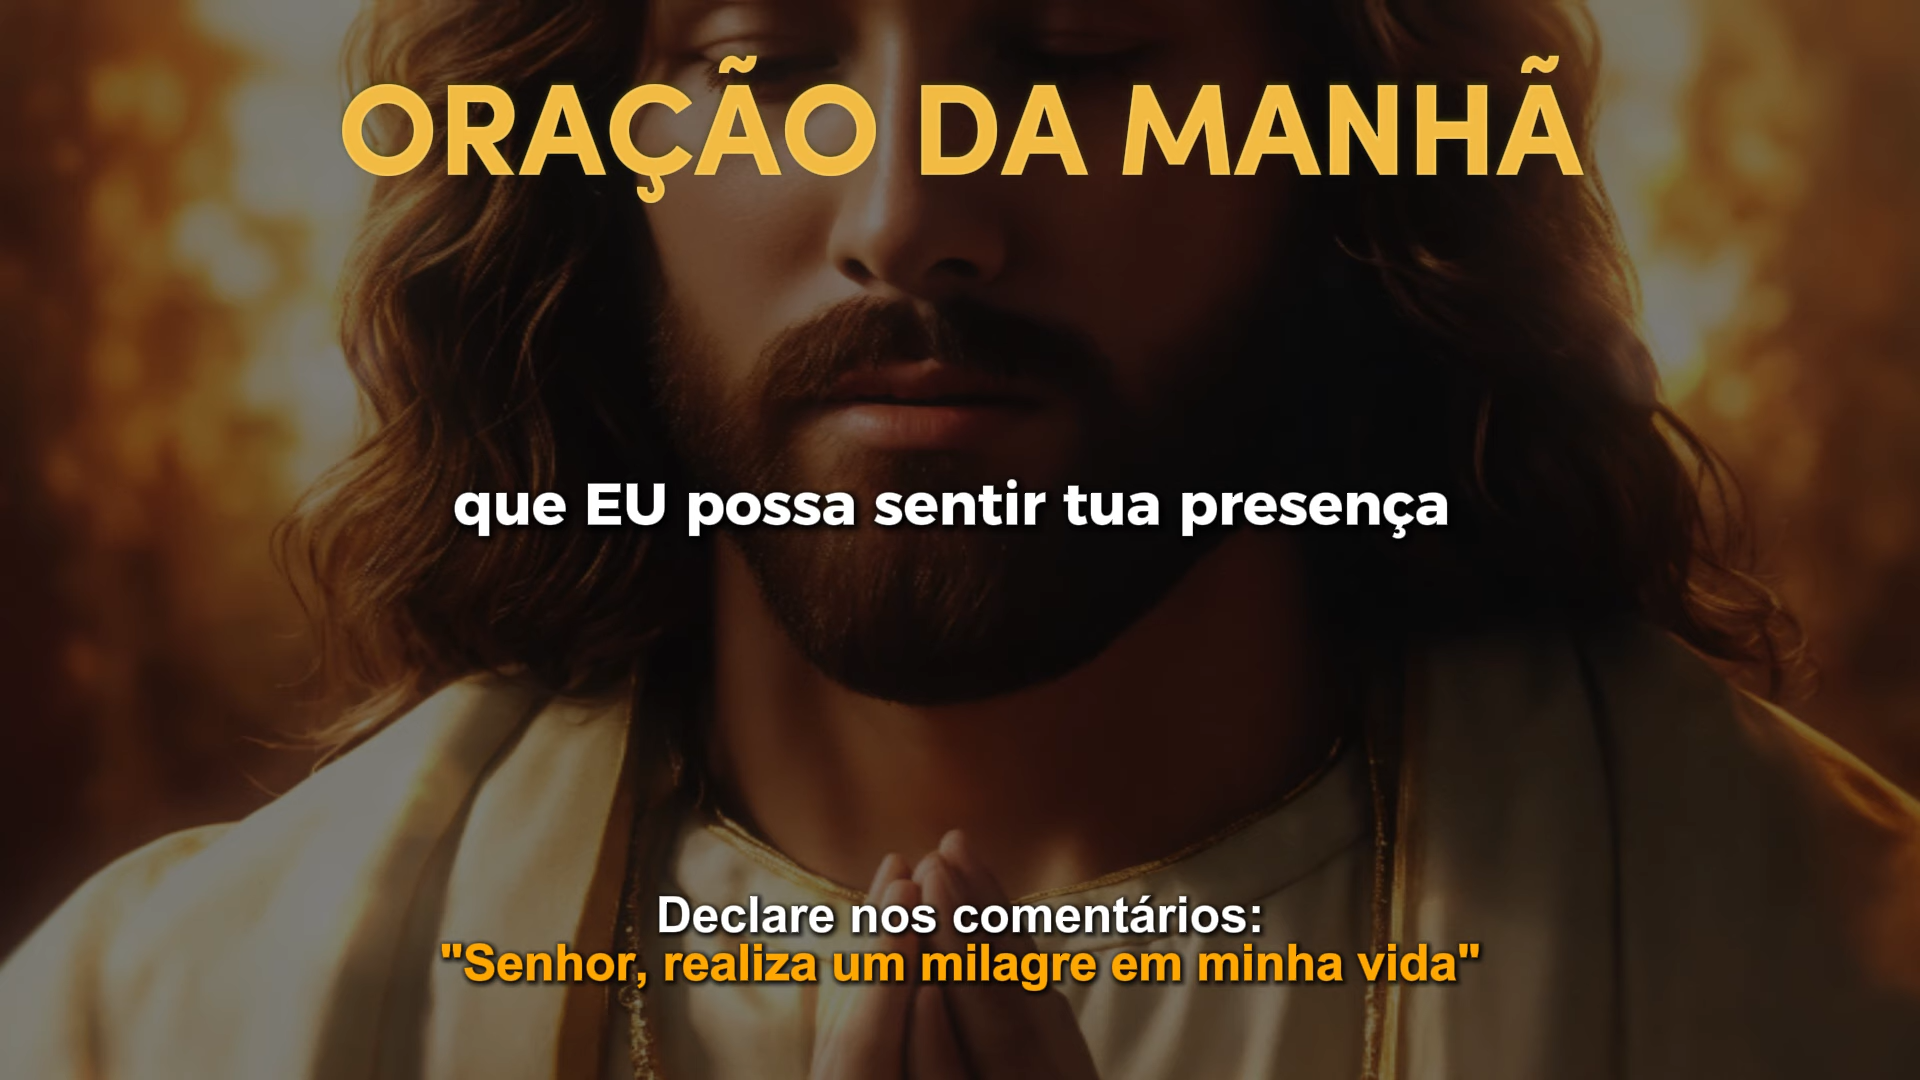 ORAÇÃO DA MANHÃ
que EU possa sentir tua presença
Declare nos comentários:
"Senhor, realiza um milagre em minha vida"